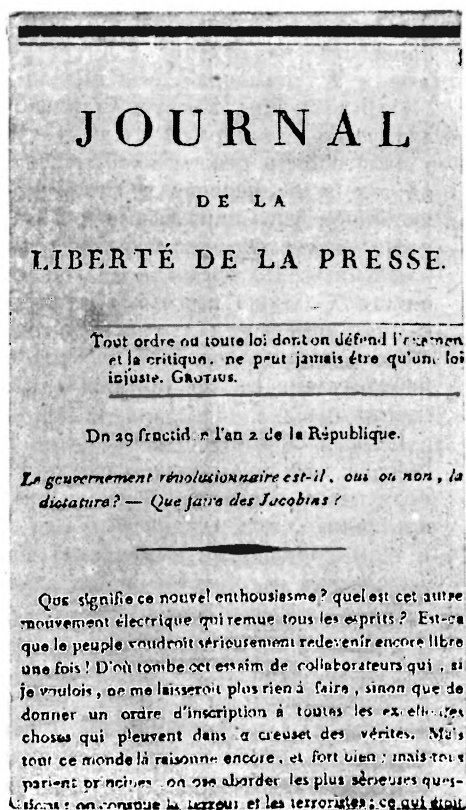 JOURNAL
DE LA
LIBERTÉ DE LA PRESSE.
Tout ordre ou toute loi dont on défend l'examen
et la critique, ne peut jamais être qu'une loi
injuste. GROTIUS.
Du 29 fructid r l'an 2 de la République.
Le gouvernement révolutionnaire est-il, oui ou non, la
dictature? — Que faire des Jacobins?
Que signifie ce nouvel enthousiasme? quel est cet autre
mouvement électrique qui remue tous les esprits? Est-ce
que le peuple voudroit sérieusement redevenir encore libre
une fois! D'où tombe cet essaim de collaborateurs qui, si
je voulois, ne me laisseroit plus rien à faire, sinon que de
donner un ordre d'inscription à toutes les excellentes
choses qui pleuvent dans le creuset des vérités. Mais
tout ce monde là raisonne encore, et fort bien; mais tous
parlent principes, on ose aborder les plus sérieuses ques-
tions; on conspue la terreur et les terroristes; ce qui étoit